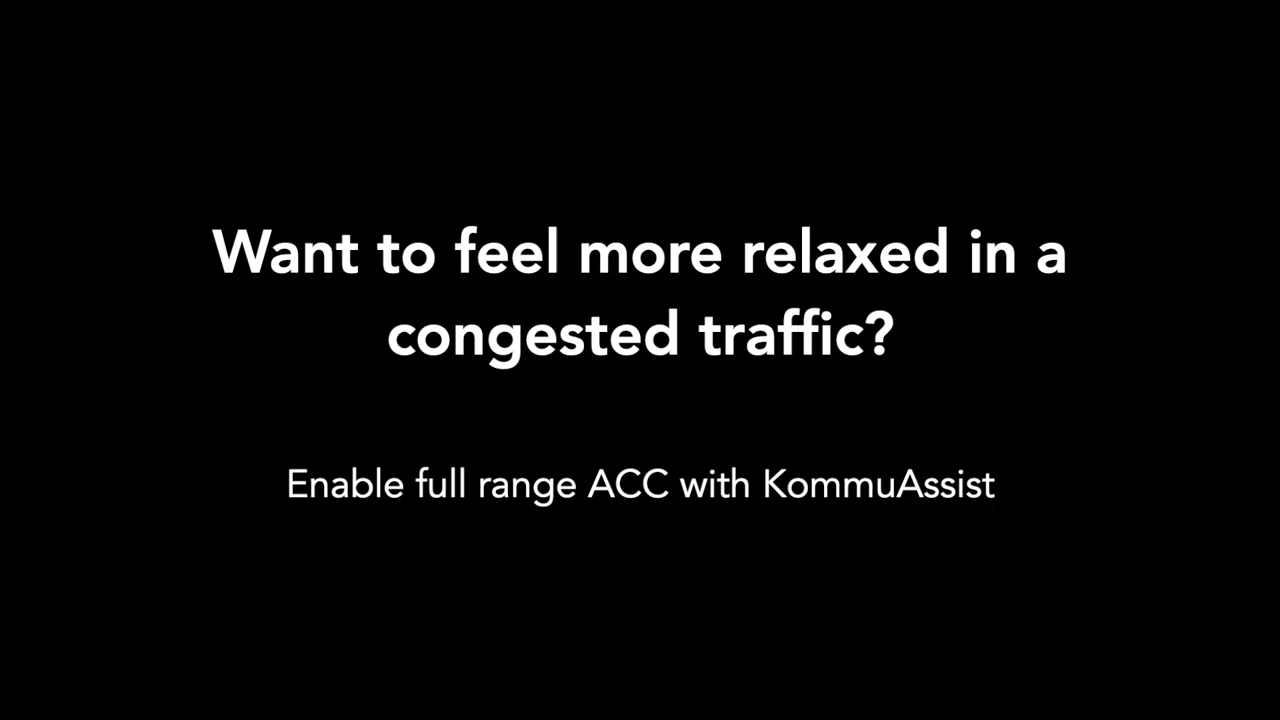 Want to feel more relaxed in a
congested traffic?
Enable full range ACC with KommuAssist